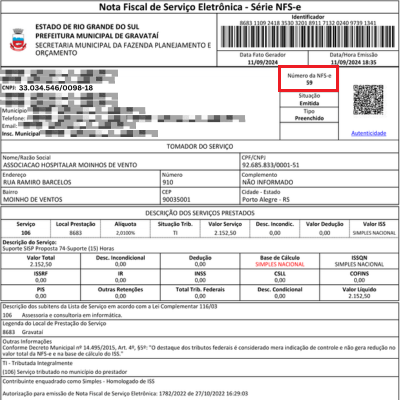 Nota Fiscal de Serviço Eletrônica - Série NFS-e
ESTADO DE RIO GRANDE DO SUL
PREFEITURA MUNICIPAL DE GRAVATAÍ
SECRETARIA MUNICIPAL DA FAZENDA PLANEJAMENTO E
ORÇAMENTO
Identificador
8683 1109 2418 3530 3201 8911 7132 0240 9739 1341
Data Fato Gerador Data/Hora Emissão
11/09/2024 11/09/2024 18:35
CNPJ: 33.034.546/0098-18
Município
Telefone:
Email:
Insc. Municipal
Número da NFS-e
59
Situação
Emitida
Tipo
Preenchido
Autenticidade
TOMADOR DO SERVIÇO
Nome/Razão Social CPF/CNPJ
ASSOCIACAO HOSPITALAR MOINHOS DE VENTO 92.685.833/0001-51
Endereço Número Complemento
RUA RAMIRO BARCELOS 910 NÃO INFORMADO
Bairro CEP Cidade - Estado
MOINHO DE VENTOS 90035001 Porto Alegre - RS
DESCRIÇÃO DOS SERVIÇOS PRESTADOS
Serviço Local Prestação Alíquota Situação Trib. Valor Serviço Desc. Incondic. Valor Dedução Valor ISS
106 8683 2,0100% TI 2.152,50 0,00 0,00 SIMPLES NACIONAL
Descrição do Serviço:
Suporte SISP Proposta 74-Suporte (15) Horas
Valor Total Desc. Incondicional Dedução Base de Cálculo ISSQN
2.152,50 0,00 0,00 SIMPLES NACIONAL SIMPLES NACIONAL
ISSRF IR INSS CSLL COFINS
0,00 0,00 0,00 0,00 0,00
PIS Outras Retenções Total Trib. Federais Desc. Condicional Valor Líquido
0,00 0,00 0,00 0,00 2.152,50
Descrição dos subitens da Lista de Serviço em acordo com a Lei Complementar 116/03
106 Assessoria e consultoria em informática.
Legenda do Local de Prestação do Serviço
8683 Gravataí
Outras Informações
Conforme Decreto Municipal nº 14.495/2015, Art. 4º, §5º: "O destaque dos tributos federais é considerado mera indicação de controle e não gera redução no
valor total da NFS-e e na base de cálculo do ISS."
TI - Tributada Integralmente
(106) Serviço tributado no município do prestador
Contribuinte enquadrado como Simples - Homologado de ISS
Autorização para emissão de Nota Fiscal de Serviço Eletrônica: 1782/2022 de 27/10/2022 16:29:03